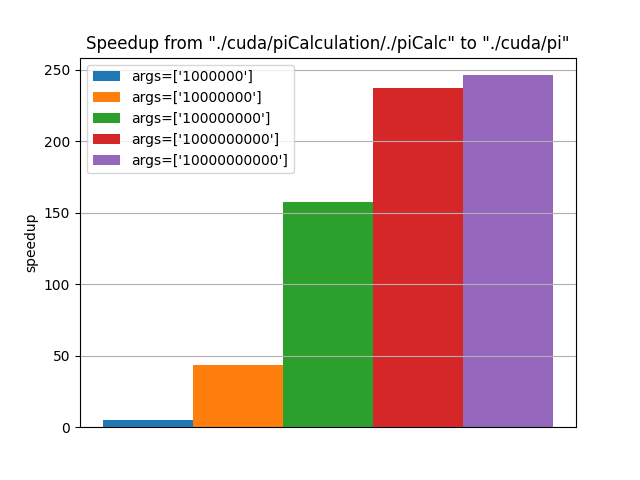 Speedup from "./cuda/piCalculation/./piCalc" to "./cuda/pi"
250
200
150
100
50
0
speedup
args=['1000000']
args=['10000000']
args=['100000000']
args=['1000000000']
args=['10000000000']